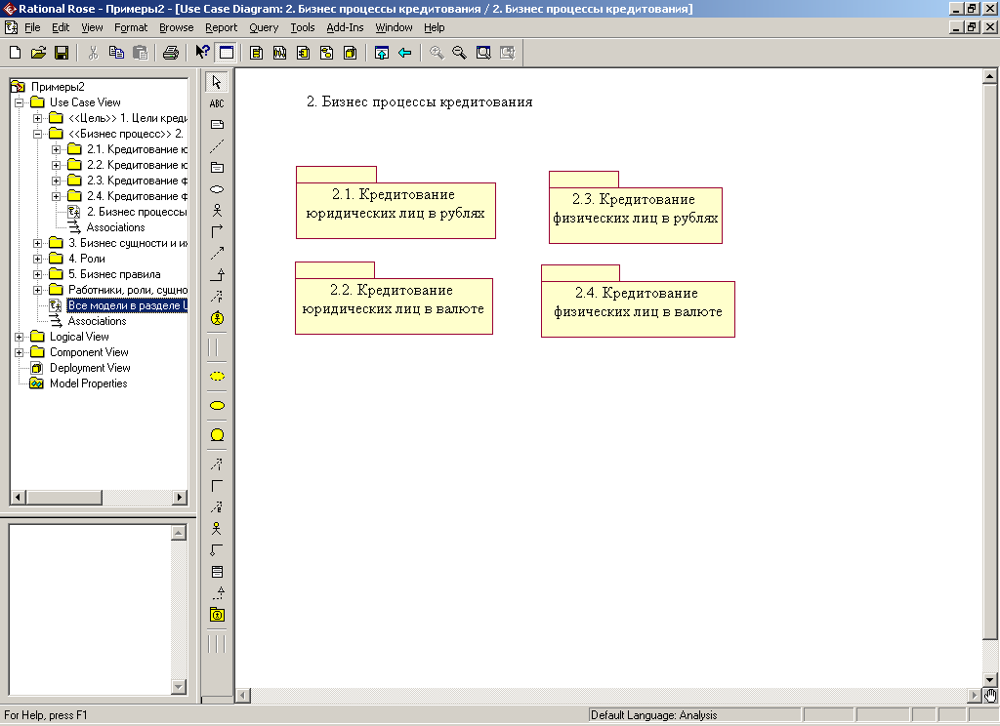 Rational Rose - Примеры2 - [Use Case Diagram: 2. Бизнес процессы кредитования / 2. Бизнес процессы кредитования]
File Edit View Format Browse Report Query Tools Add-Ins Window Help
Примеры2
Use Case View
<<Цель>> 1. Цели креди
<<Бизнес процесс>> 2.
2.1. Кредитование ю
2.2. Кредитование ю
2.3. Кредитование ф
2.4. Кредитование ф
2. Бизнес процессы
Associations
3. Бизнес сущности и их
4. Роли
5. Бизнес правила
Работники, роли, сущно
Все модели в разделе U
Associations
Logical View
Component View
Deployment View
Model Properties
ABC
2. Бизнес процессы кредитования
2.1. Кредитование
юридических лиц в рублях
2.3. Кредитование
физических лиц в рублях
2.2. Кредитование
юридических лиц в валюте
2.4. Кредитование
физических лиц в валюте
For Help, press F1
Default Language: Analysis